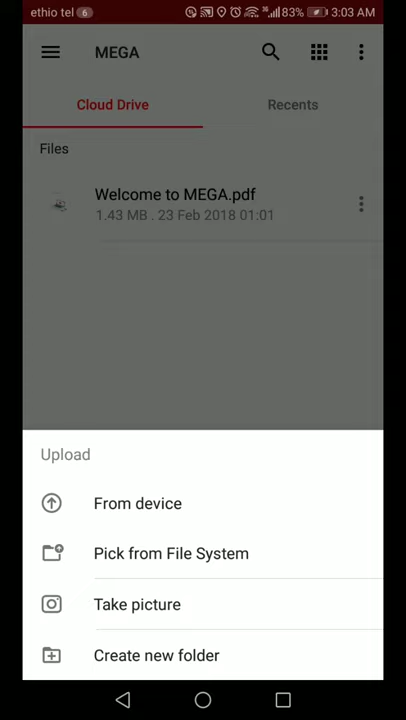 ethio tel 6 83% 3:03 AM
MEGA
Cloud Drive Recents
Files
Welcome to MEGA.pdf
1.43 MB . 23 Feb 2018 01:01
Upload
From device
Pick from File System
Take picture
Create new folder